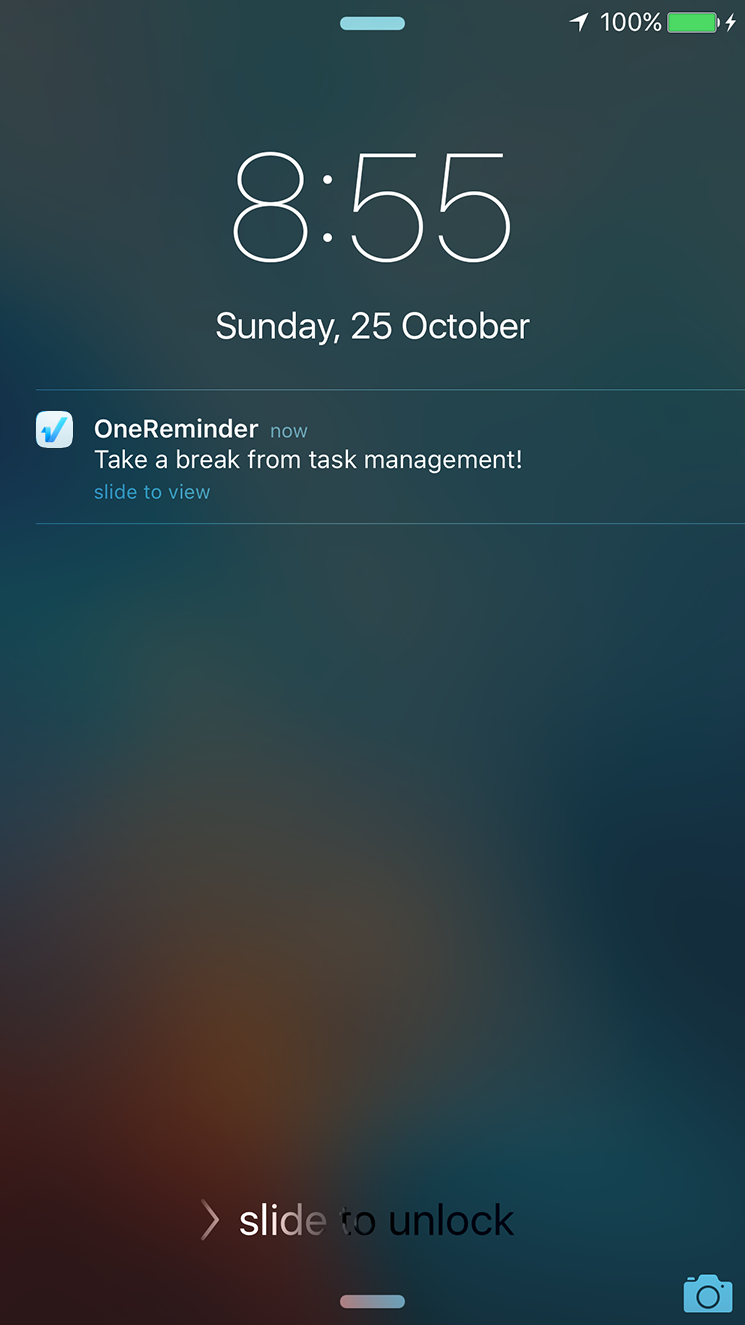 100%
8:55
Sunday, 25 October
OneReminder now
Take a break from task management!
slide to view
slide to unlock